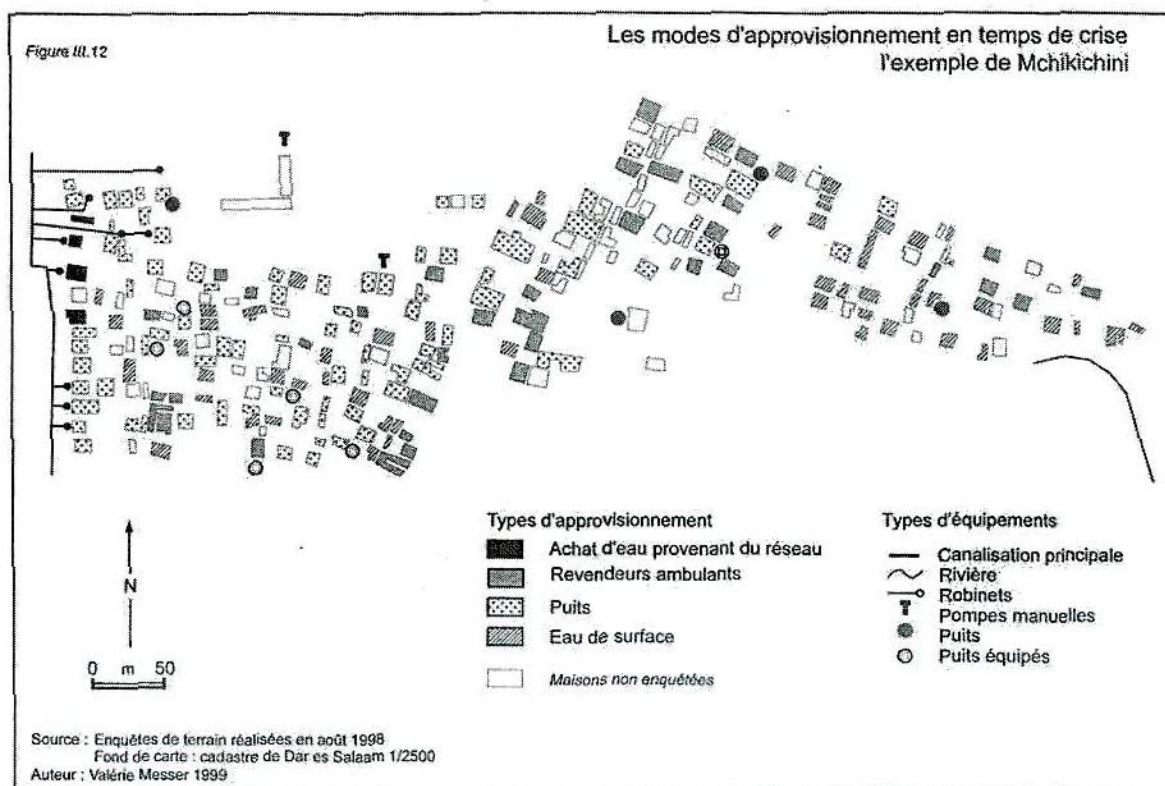 Figure III.12
Les modes d'approvisionnement en temps de crise
l'exemple de Mchikichini
N
0 m 50
Types d'approvisionnement
Achat d'eau provenant du réseau
Revendeurs ambulants
Puits
Eau de surface
Maisons non enquêtées
Types d'équipements
Canalisation principale
Rivière
Robinets
Pompes manuelles
Puits
Puits équipés
Source : Enquêtes de terrain réalisées en août 1998
Fond de carte : cadastre de Dar es Salaam 1/2500
Auteur : Valérie Messer 1999